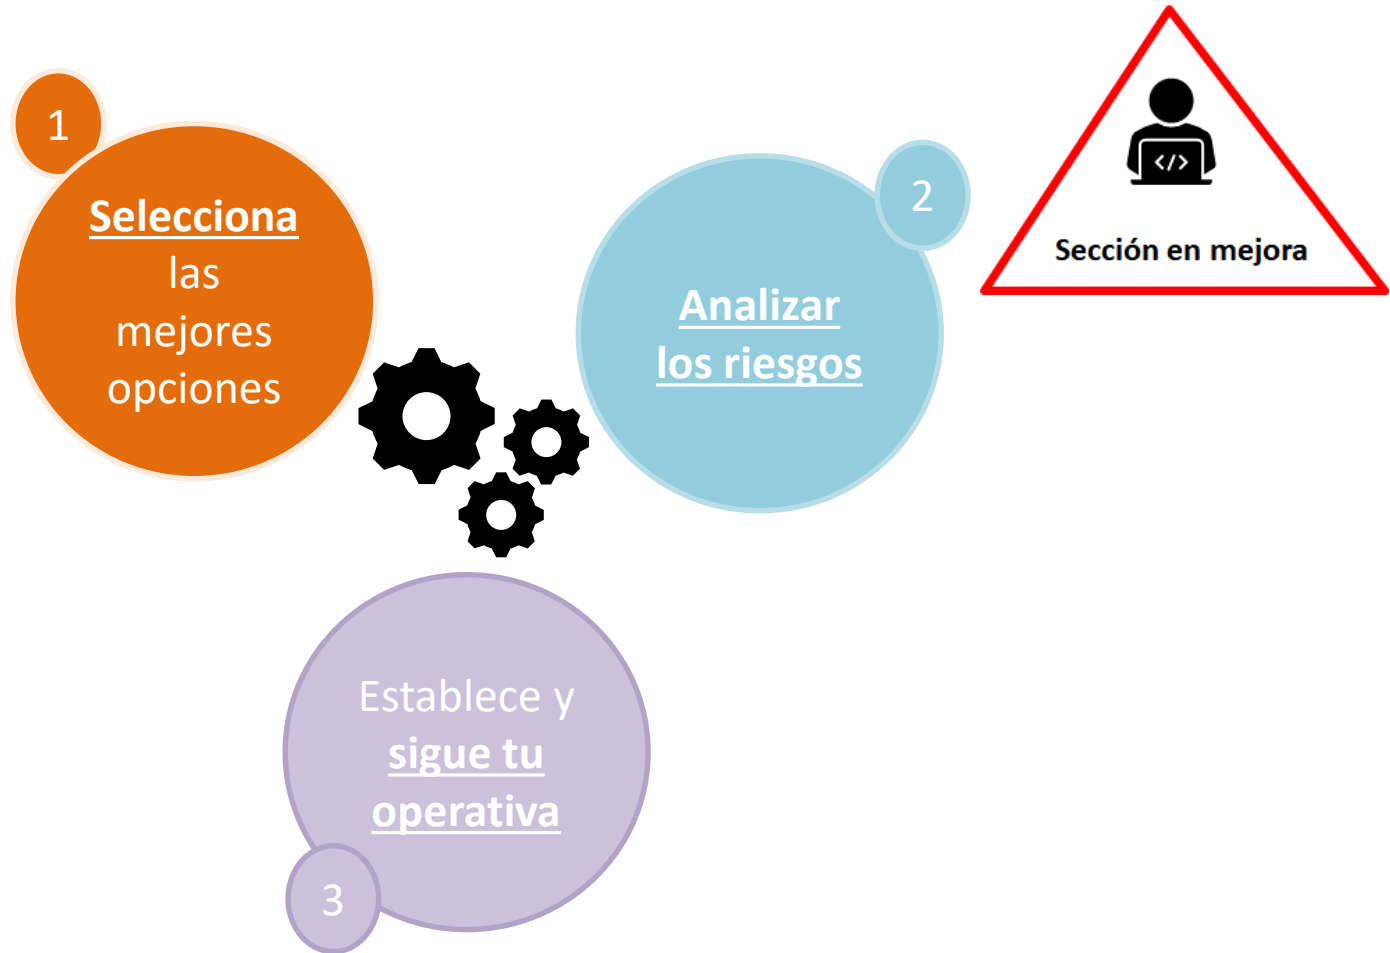 1
Selecciona
las
mejores
opciones
2
Analizar
los riesgos
</>
Sección en mejora
Establece y
sigue tu
operativa
3